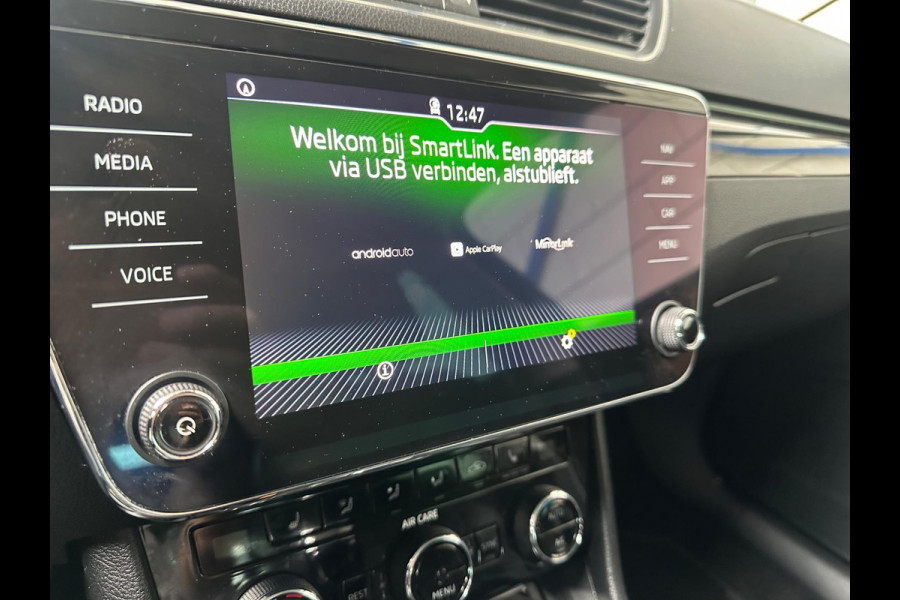 RADIO
MEDIA
PHONE
VOICE
12:47
Welkom bij SmartLink. Een apparaat
via USB verbinden, alstublieft.
androidauto
Apple CarPlay
MirrorLink
NAV
APP
CAR
MENU
AIR CARE
MENU
REST